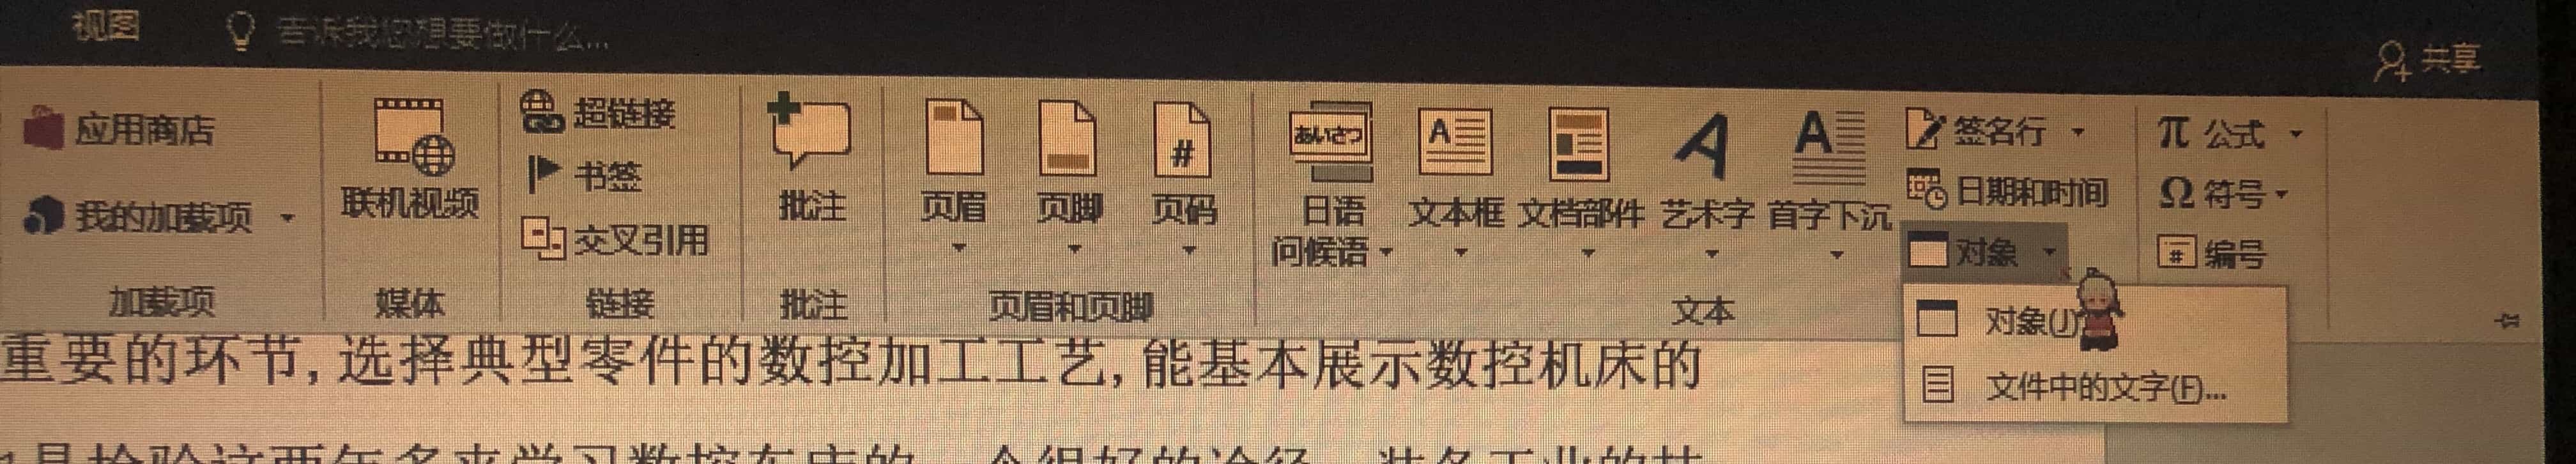 视图 告诉我您想要做什么...
共享
应用商店
我的加载项
加载项
联机视频
媒体
超链接
书签
交叉引用
链接
批注
批注
页眉
页脚
页码
#
页眉和页脚
あいさつ
日语
问候语
A
文本框
文档部件
A
艺术字
A
首字下沉
签名行
日期和时间
对象
文本
π 公式
Ω 符号
# 编号
对象(J)
文件中的文字(F)...
重要的环节,选择典型零件的数控加工工艺,能基本展示数控机床的